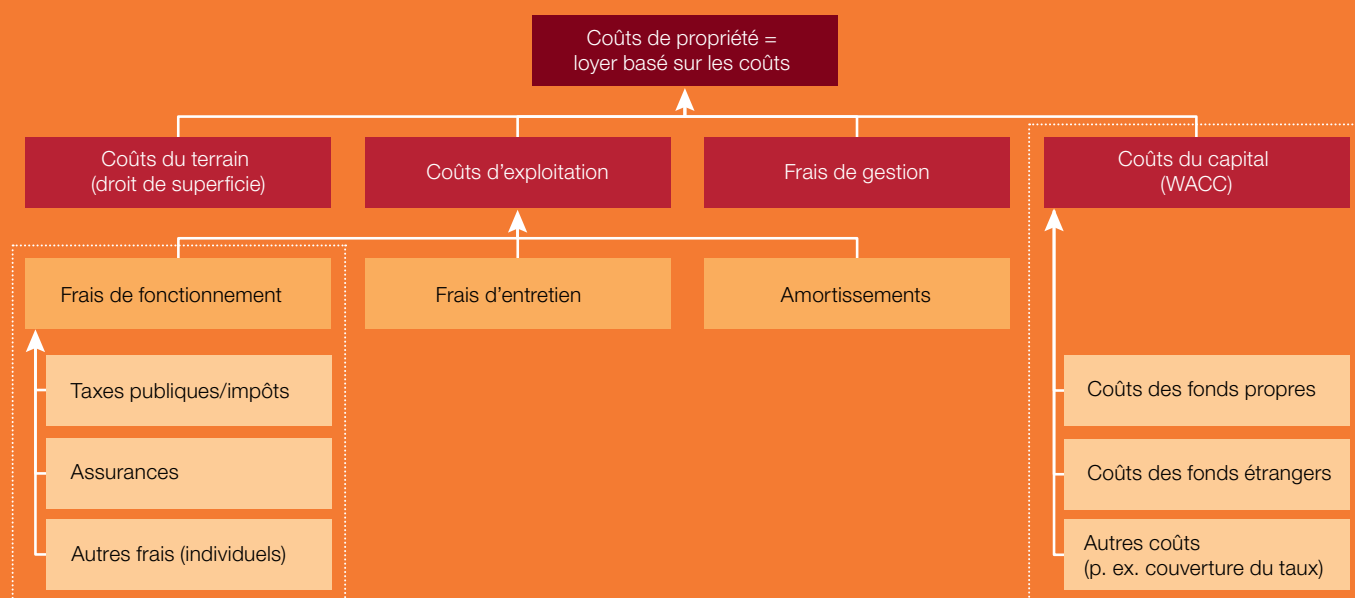 Coûts de propriété =
loyer basé sur les coûts
Coûts du terrain
(droit de superficie)
Coûts d'exploitation
Frais de gestion
Coûts du capital
(WACC)
Frais de fonctionnement
Frais d'entretien
Amortissements
Taxes publiques/impôts
Assurances
Autres frais (individuels)
Coûts des fonds propres
Coûts des fonds étrangers
Autres coûts
(p. ex. couverture du taux)